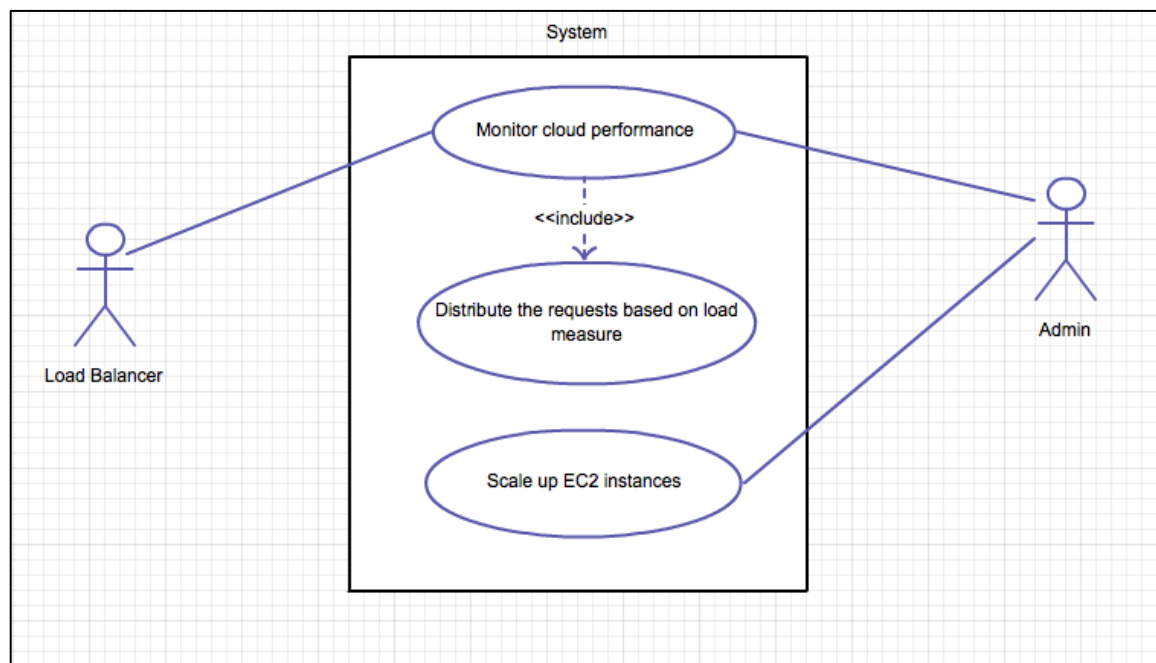 System
Monitor cloud performance
<<include>>
Distribute the requests based on load
measure
Load Balancer
Admin
Scale up EC2 instances